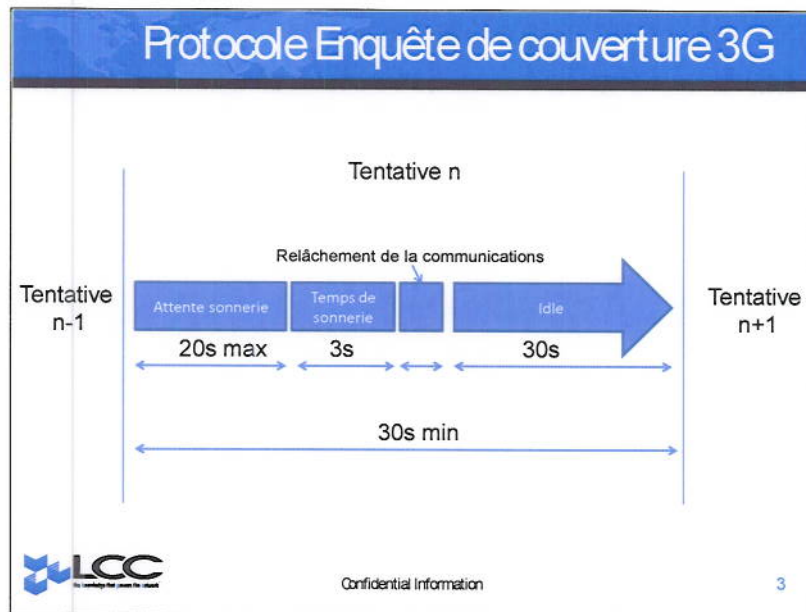 Protocole Enquête de couverture 3G
Tentative n
Relâchement de la communications
Tentative
n-1
Attente sonnerie
Temps de
sonnerie
Idle
Tentative
n+1
20s max
3s
30s
30s min
LCC
Confidential Information
3